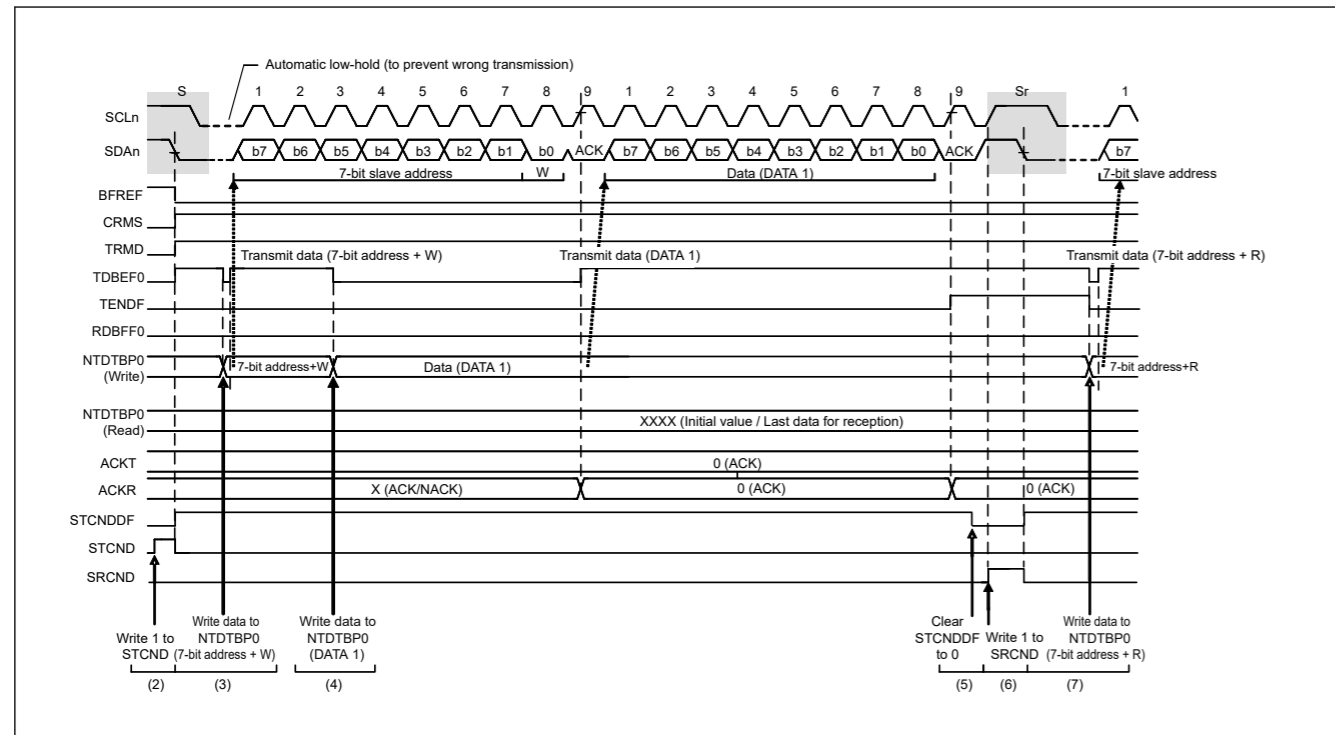 Automatic low-hold (to prevent wrong transmission)
S 1 2 3 4 5 6 7 8 9 1 2 3 4 5 6 7 8 9 Sr 1
SCLn
SDAn b7 b6 b5 b4 b3 b2 b1 b0 ACK b7 b6 b5 b4 b3 b2 b1 b0 ACK b7
7-bit slave address W Data (DATA 1) 7-bit slave address
BFREF
CRMS
TRMD
Transmit data (7-bit address + W) Transmit data (DATA 1) Transmit data (7-bit address + R)
TDBEF0
TENDF
RDBFF0
NTDTBP0
(Write) 7-bit address+W Data (DATA 1) 7-bit address+R
NTDTBP0
(Read) XXXX (Initial value / Last data for reception)
ACKT 0 (ACK)
ACKR X (ACK/NACK) 0 (ACK) 0 (ACK)
STCNDDF
STCND
SRCND
Write 1 to
STCND
Write data to
NTDTBP0
(7-bit address + W)
Write data to
NTDTBP0
(DATA 1)
Clear
STCNDDF
to 0
Write 1 to
SRCND
Write data to
NTDTBP0
(7-bit address + R)
(2) (3) (4) (5) (6) (7)